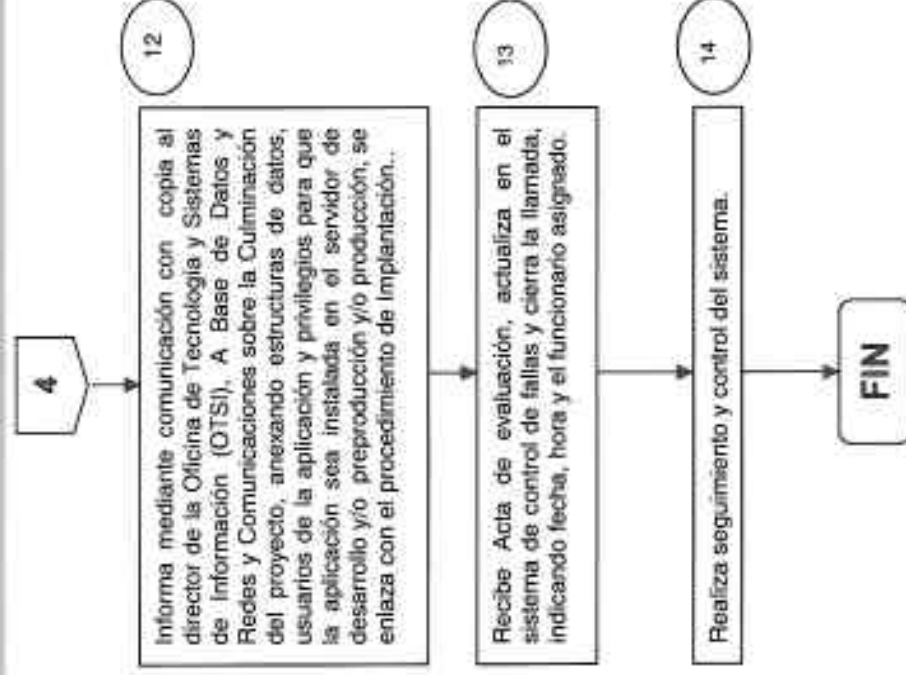 4
12
Informa mediante comunicación con copia al
director de la Oficina de Tecnología y Sistemas
de Información (OTSI), A Base de Datos y
Redes y Comunicaciones sobre la Culminación
del proyecto, anexando estructuras de datos,
usuarios de la aplicación y privilegios para que
la aplicación sea instalada en el servidor de
desarrollo y/o preproducción y/o producción, se
enlaza con el procedimiento de Implantación..
13
Recibe Acta de evaluación, actualiza en el
sistema de control de fallas y cierra la llamada,
indicando fecha, hora y el funcionario asignado.
14
Realiza seguimiento y control del sistema.
FIN